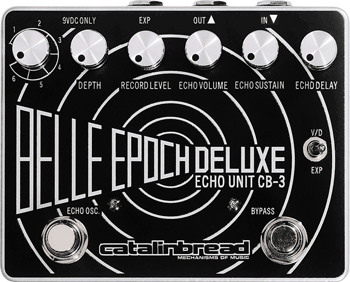 9VDC ONLY EXP OUT ▲ IN ▼
1 2 3 4 5 6
DEPTH RECORD LEVEL ECHO VOLUME ECHO SUSTAIN ECHO DELAY
V/D
EXP
BELLE EPOCH DELUXE
ECHO UNIT CB-3
ECHO OSC. BYPASS
catalinbread
MECHANISMS OF MUSIC